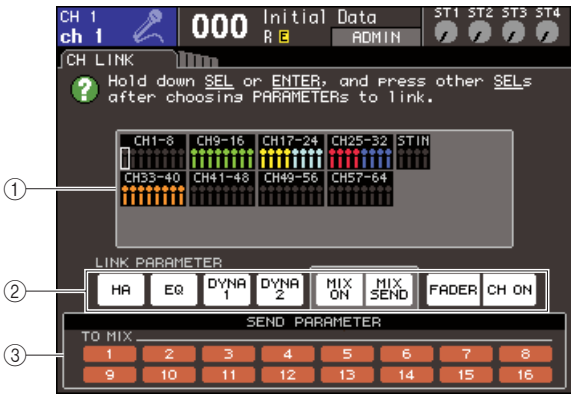 CH 1
ch 1
000
Initial Data
R E
ADMIN
ST1 ST2 ST3 ST4
CH LINK
? Hold down SEL or ENTER, and press other SELs
after choosing PARAMETERs to link.
CH1-8 CH9-16 CH17-24 CH25-32 STIN
CH33-40 CH41-48 CH49-56 CH57-64
1
LINK PARAMETER
2
HA EQ DYNA 1 DYNA 2 MIX ON MIX SEND FADER CH ON
SEND PARAMETER
TO MIX
3
1 2 3 4 5 6 7 8
9 10 11 12 13 14 15 16